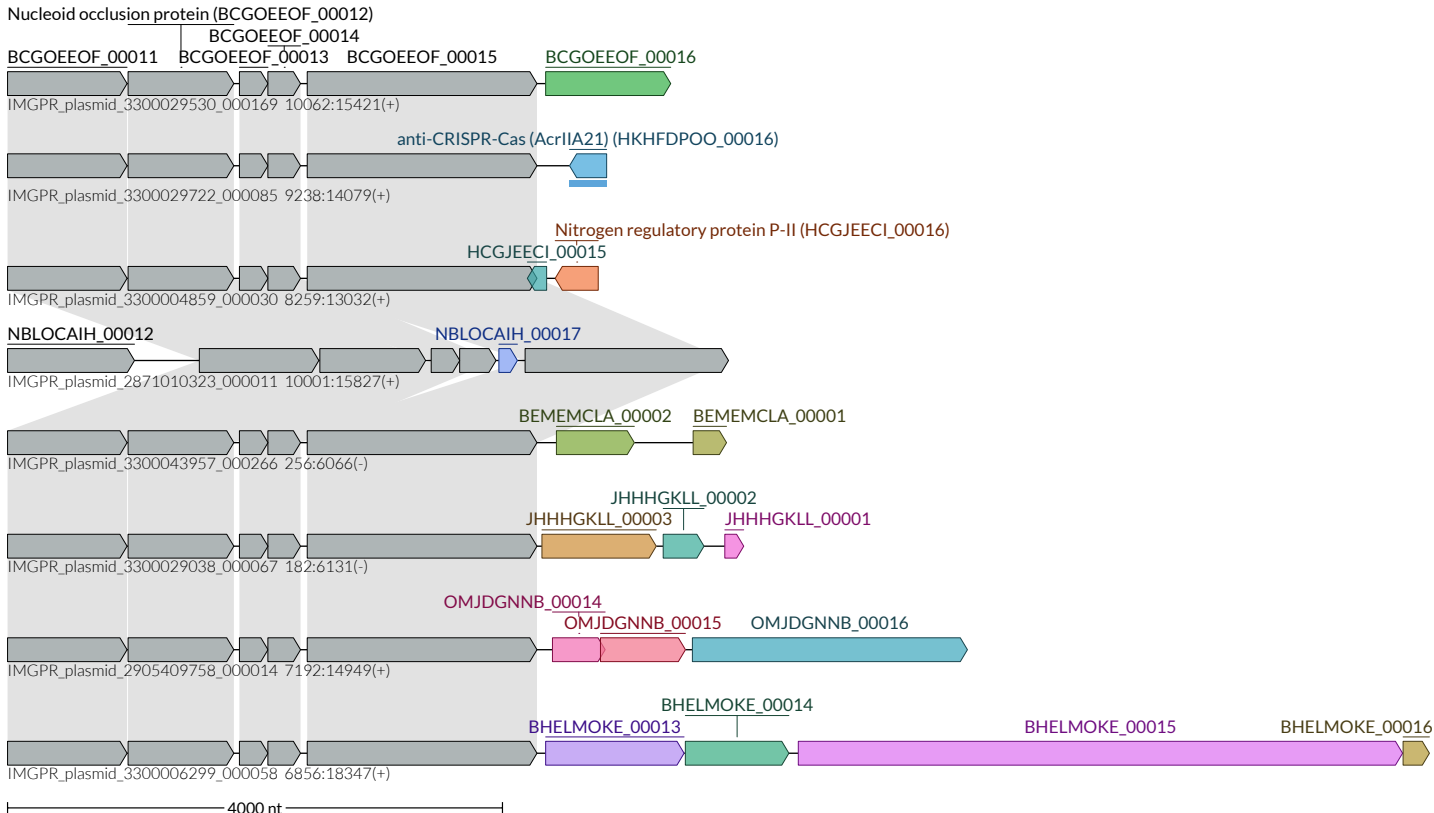 Nucleoid occlusion protein (BCGOEEOF_00012)
BCGOEEOF_00014
BCGOEEOF_00011 BCGOEEOF_00013 BCGOEEOF_00015 BCGOEEOF_00016
IMGPR_plasmid_3300029530_000169 10062:15421(+)
anti-CRISPR-Cas (AcrIIA21) (HKHFDPOO_00016)
IMGPR_plasmid_3300029722_000085 9238:14079(+)
Nitrogen regulatory protein P-II (HCGJEECI_00016)
HCGJEECI_00015
IMGPR_plasmid_3300004859_000030 8259:13032(+)
NBLOCAIH_00012 NBLOCAIH_00017
IMGPR_plasmid_2871010323_000011 10001:15827(+)
BEMEMCLA_00002 BEMEMCLA_00001
IMGPR_plasmid_3300043957_000266 256:6066(-)
JHHHGKLL_00002
JHHHGKLL_00003 JHHHGKLL_00001
IMGPR_plasmid_3300029038_000067 182:6131(-)
OMJDGNNB_00014
OMJDGNNB_00015 OMJDGNNB_00016
IMGPR_plasmid_2905409758_000014 7192:14949(+)
BHELMOKE_00014
BHELMOKE_00013 BHELMOKE_00015 BHELMOKE_00016
IMGPR_plasmid_3300006299_000058 6856:18347(+)
4000 nt